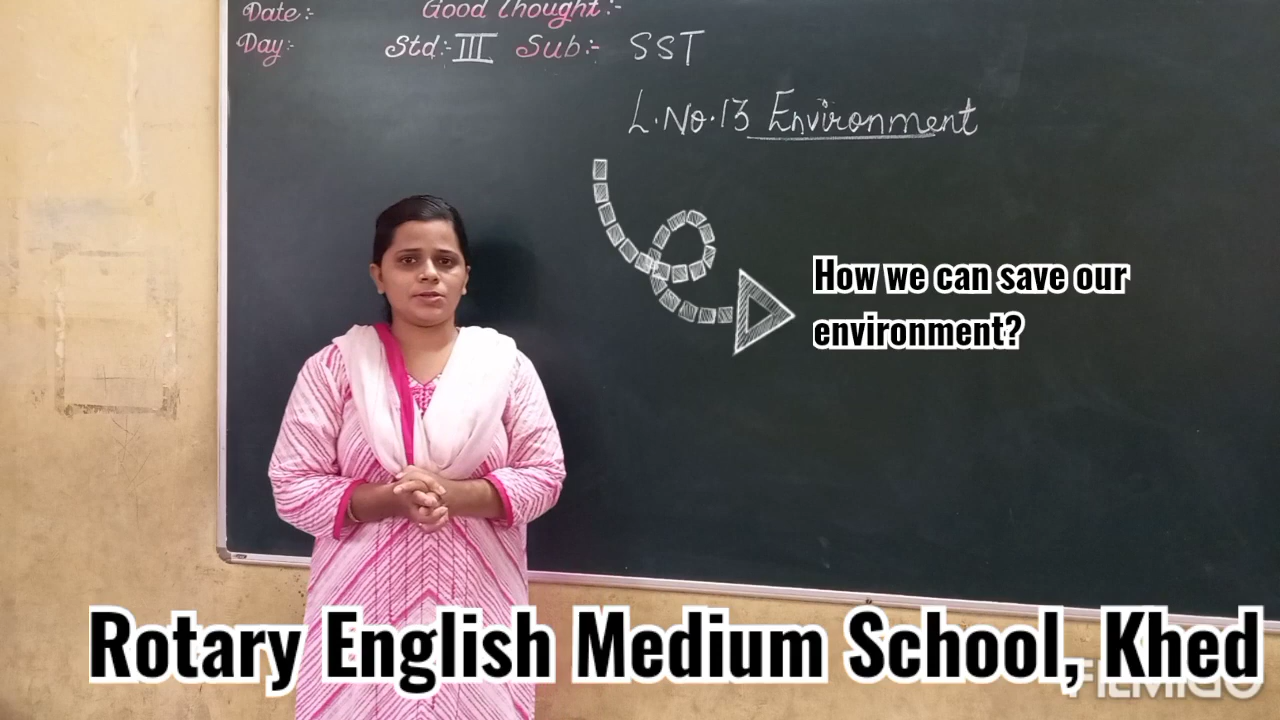 Date:- Good Thought:-
Day:- Std:- III Sub:- SST
L.No.13 Environment
How we can save our
environment?
Rotary English Medium School, Khed
FILMIGO